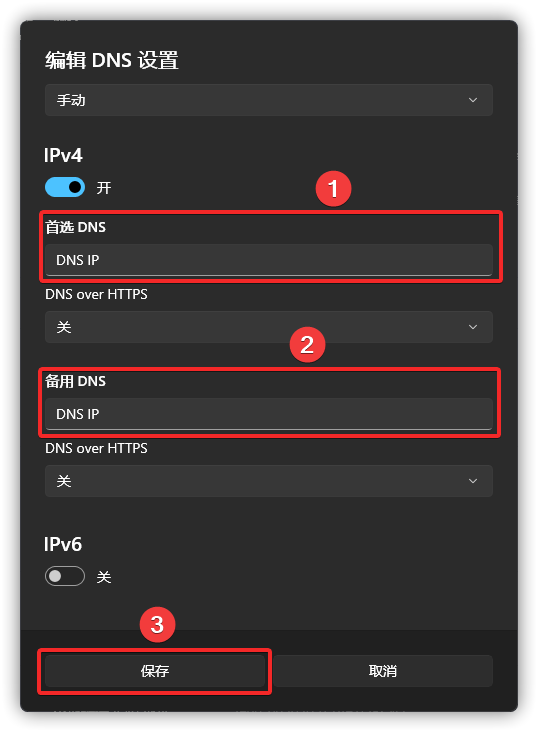 编辑 DNS 设置
手动
IPv4
开
1
首选 DNS
DNS IP
DNS over HTTPS
关
2
备用 DNS
DNS IP
DNS over HTTPS
关
IPv6
关
3
保存 取消